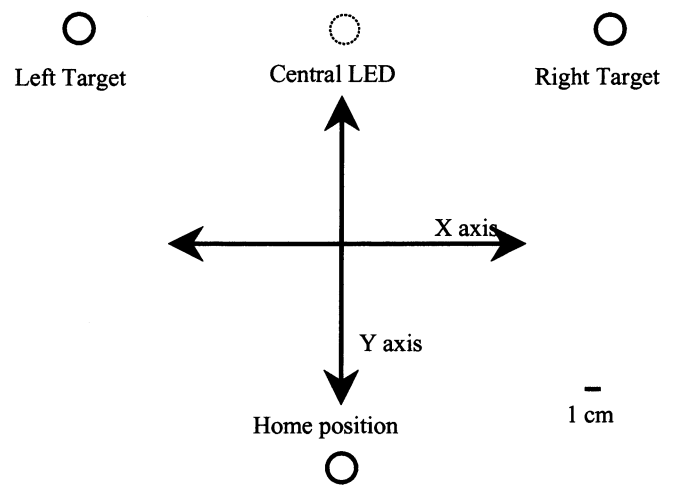 Left Target
Central LED
Right Target
X axis
Y axis
1 cm
Home position